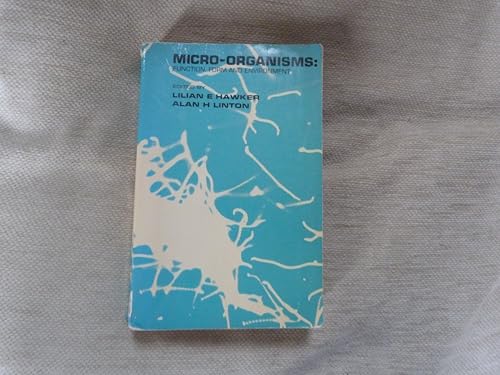 MICRO-ORGANISMS:
FUNCTION, FORM AND ENVIRONMENT
EDITED BY
LILIAN E HAWKER
ALAN H LINTON